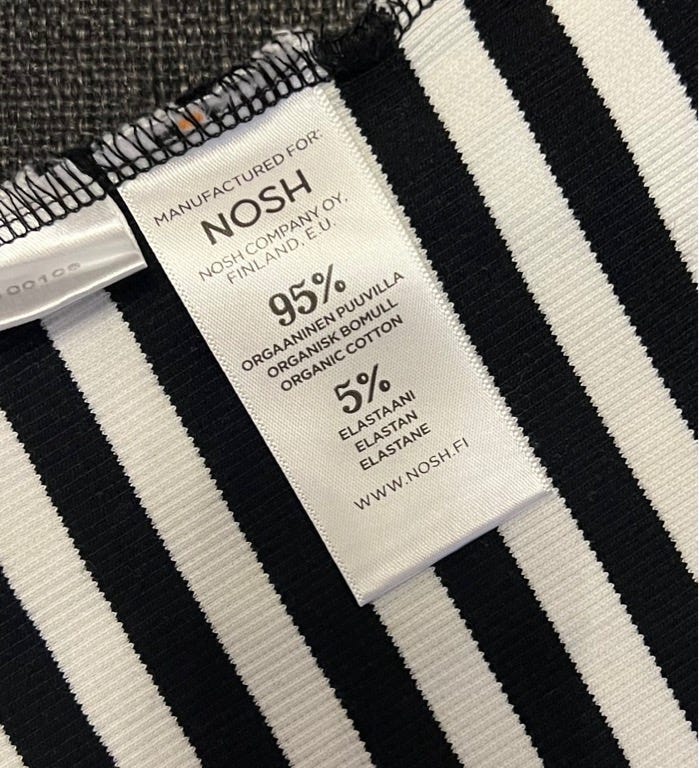 MANUFACTURED FOR:
NOSH
NOSH COMPANY OY,
FINLAND, E.U.
95%
ORGAANINEN PUUVILLA
ORGANISK BOMULL
ORGANIC COTTON
5%
ELASTAANI
ELASTAN
ELASTANE
WWW.NOSH.FI